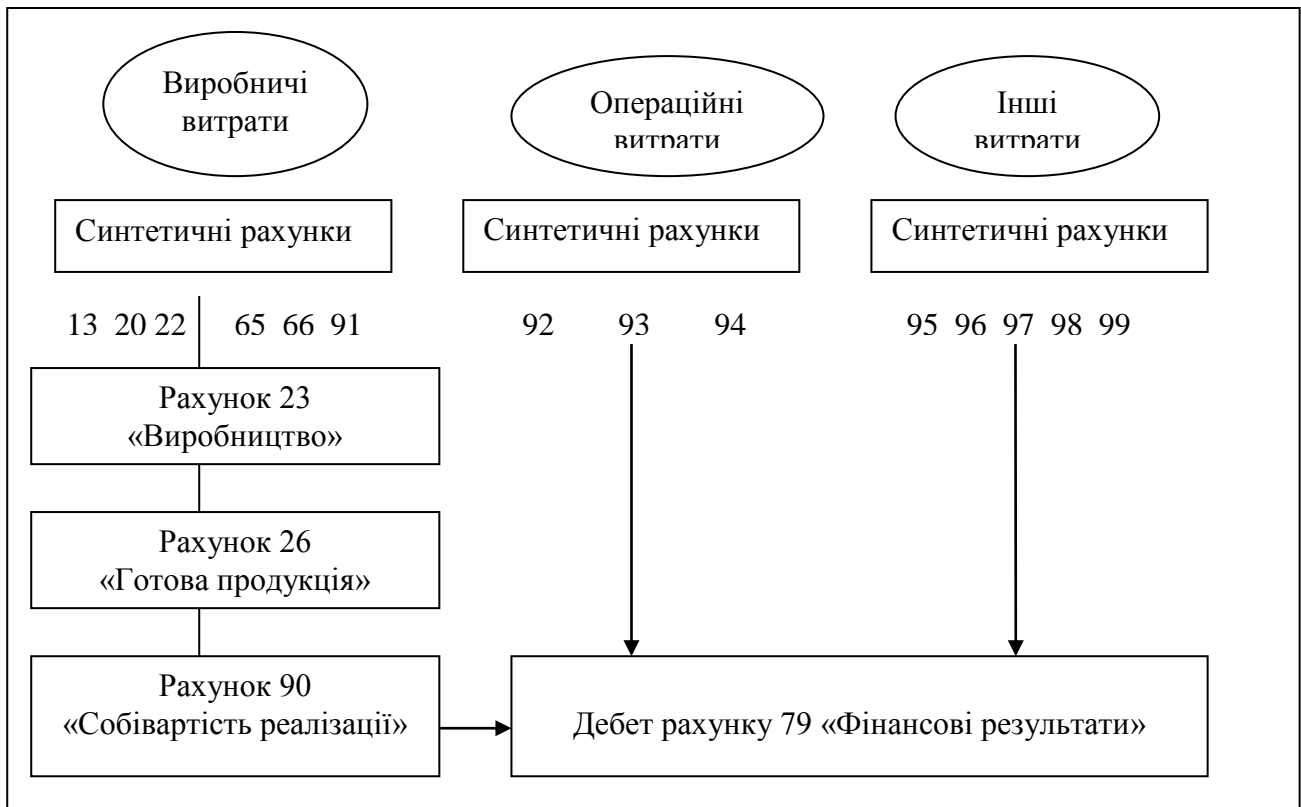 Виробничі
витрати
Операційні
витрати
Інші
витрати
Синтетичні рахунки
Синтетичні рахунки
Синтетичні рахунки
13 20 22 65 66 91
92 93 94
95 96 97 98 99
Рахунок 23
«Виробництво»
Рахунок 26
«Готова продукція»
Рахунок 90
«Собівартість реалізації»
Дебет рахунку 79 «Фінансові результати»